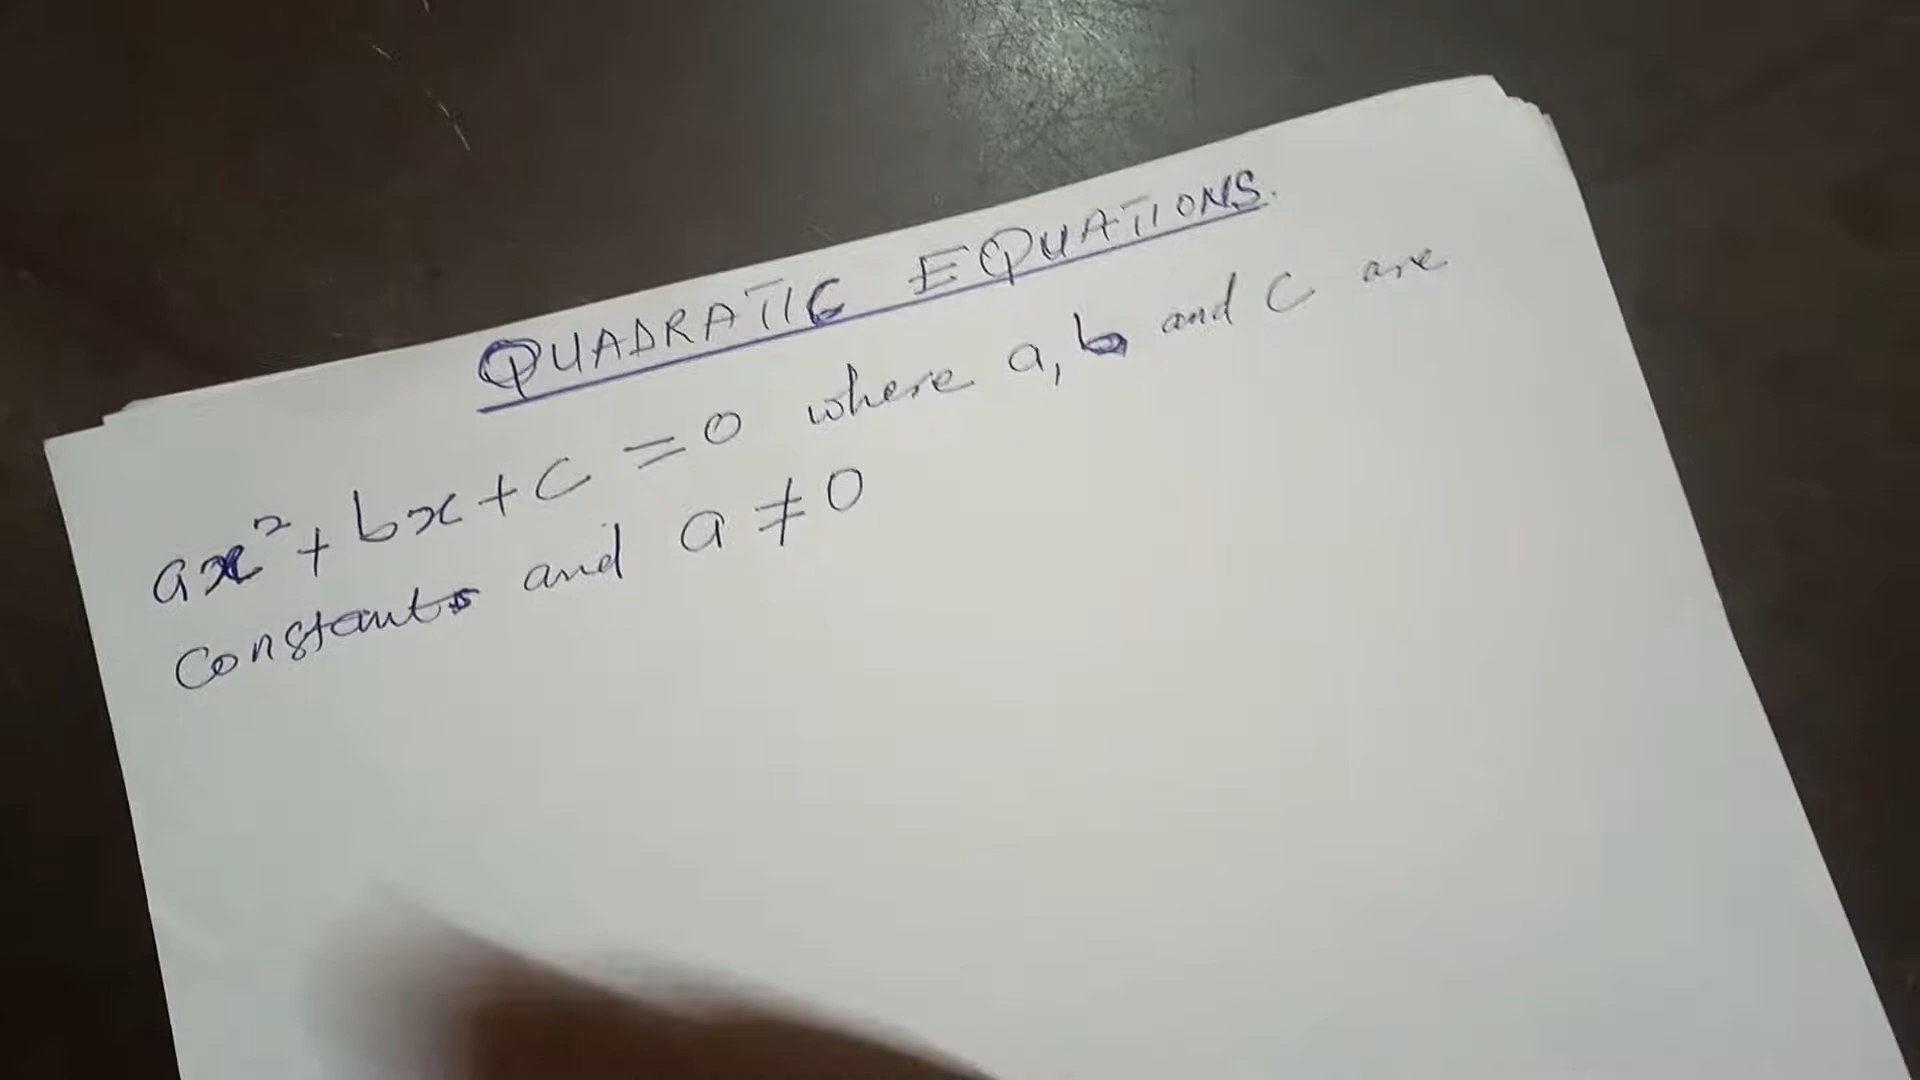 QUADRATIC EQUATIONS.
ax² + bx + c = 0 where a, b and c are
constants and a ≠ 0